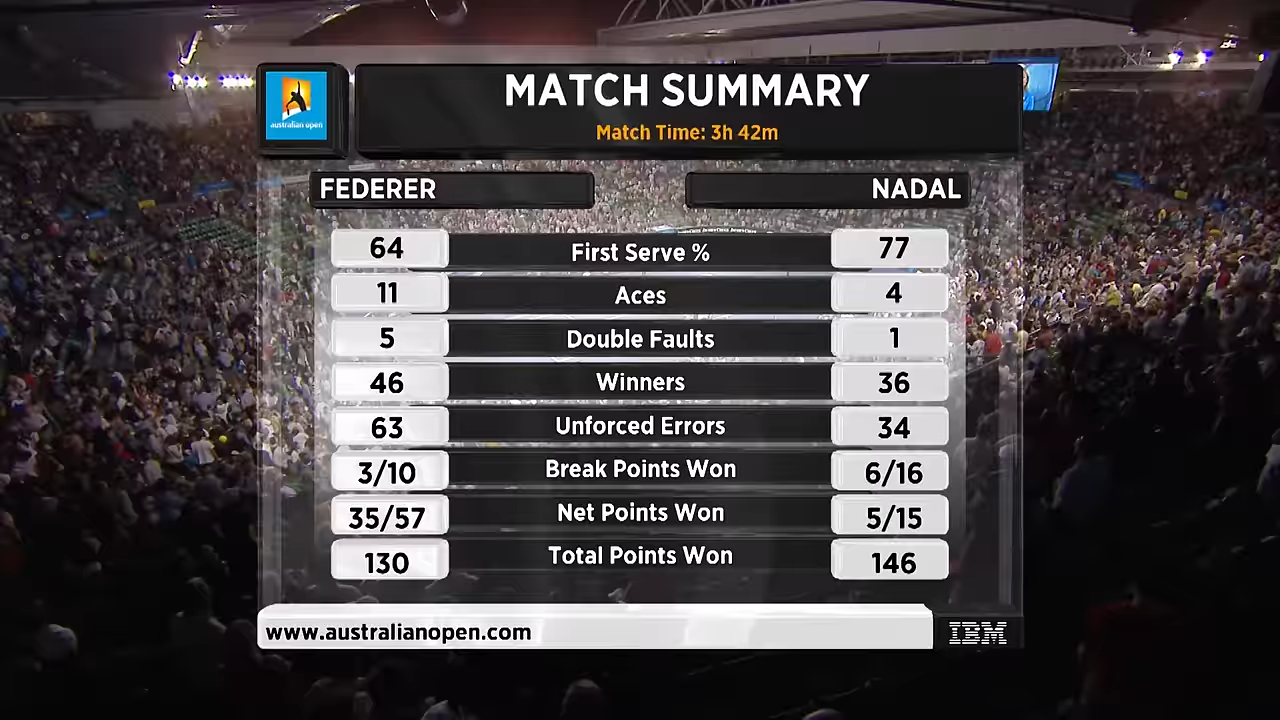 australian open
MATCH SUMMARY
Match Time: 3h 42m
FEDERER NADAL
64 First Serve % 77
11 Aces 4
5 Double Faults 1
46 Winners 36
63 Unforced Errors 34
3/10 Break Points Won 6/16
35/57 Net Points Won 5/15
130 Total Points Won 146
www.australianopen.com
IBM